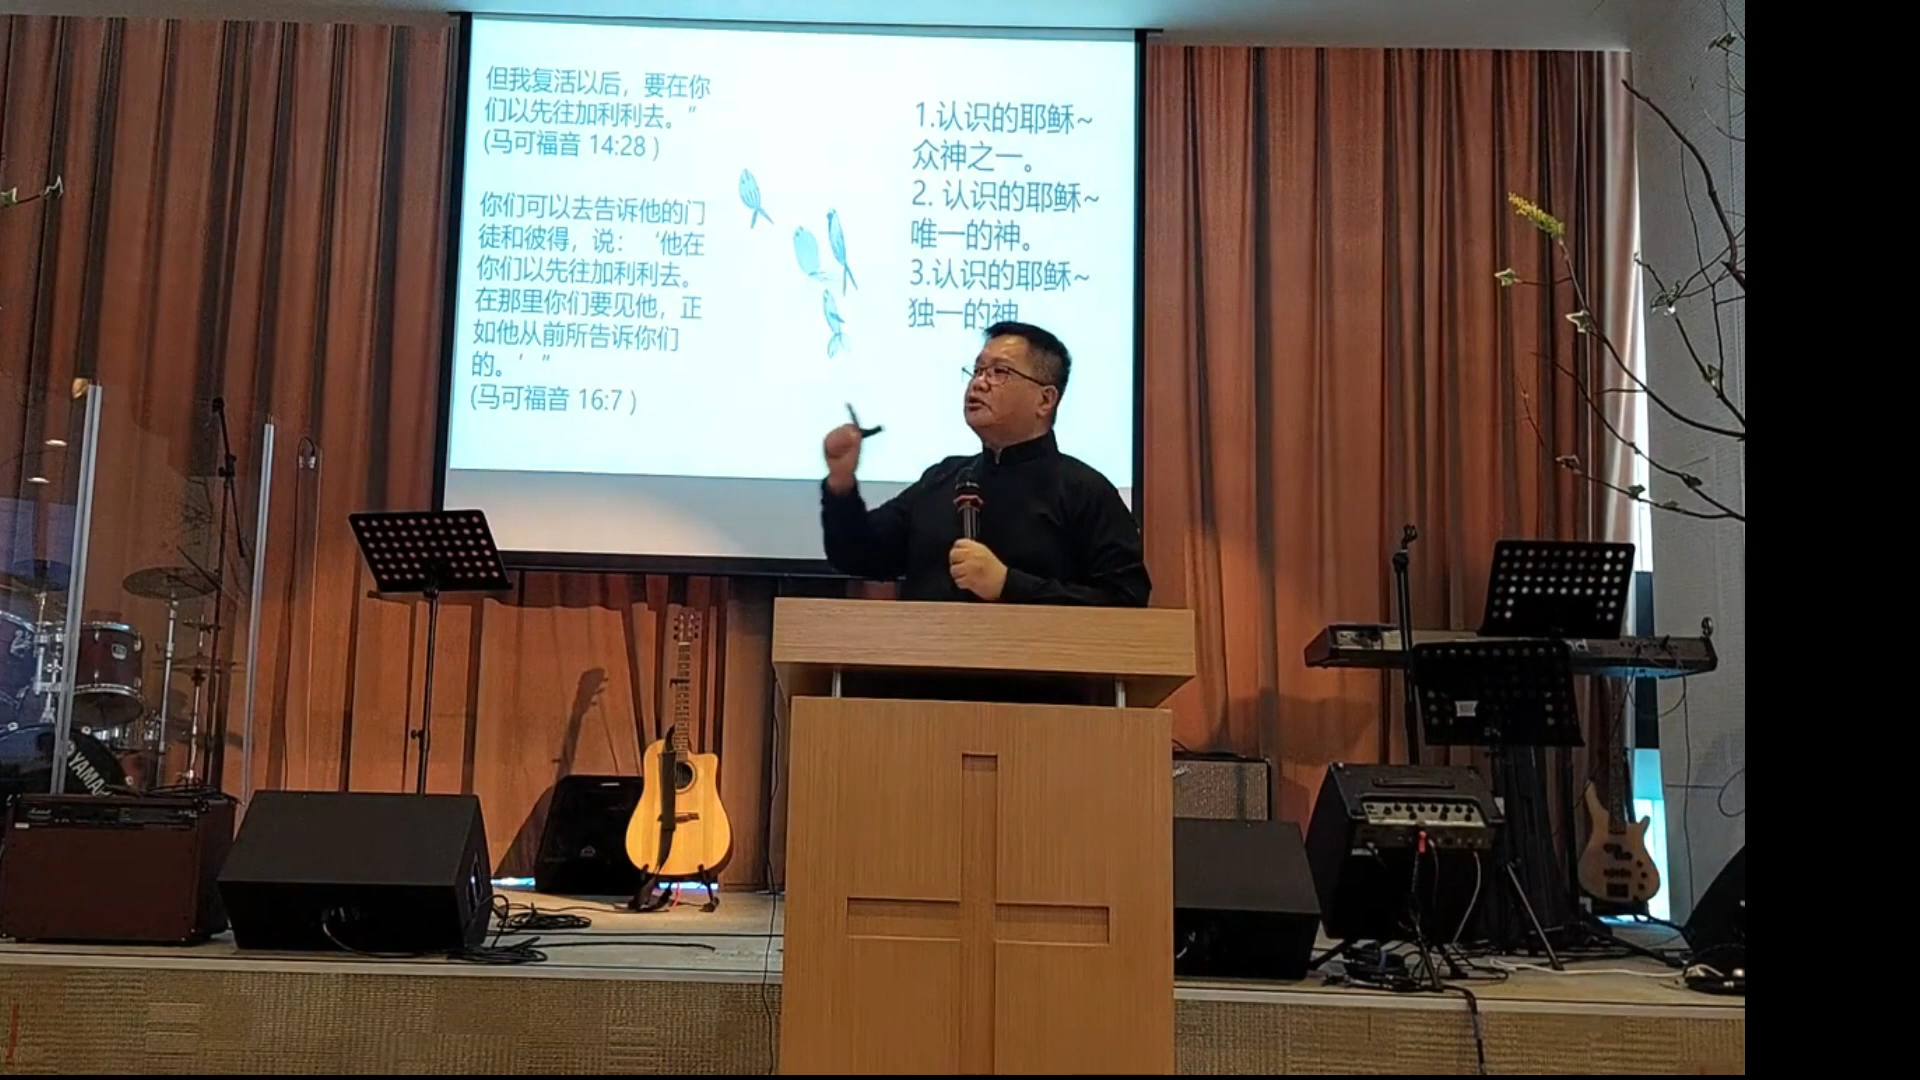 但我复活以后，要在你
们以先往加利利去。”
(马可福音 14:28 )
你们可以去告诉他的门
徒和彼得，说：‘他在
你们以先往加利利去。
在那里你们要见他，正
如他从前所告诉你们
的。’”
(马可福音 16:7 )
1.认识的耶稣~
众神之一。
2. 认识的耶稣~
唯一的神。
3.认识的耶稣~
独一的神
YAMAHA